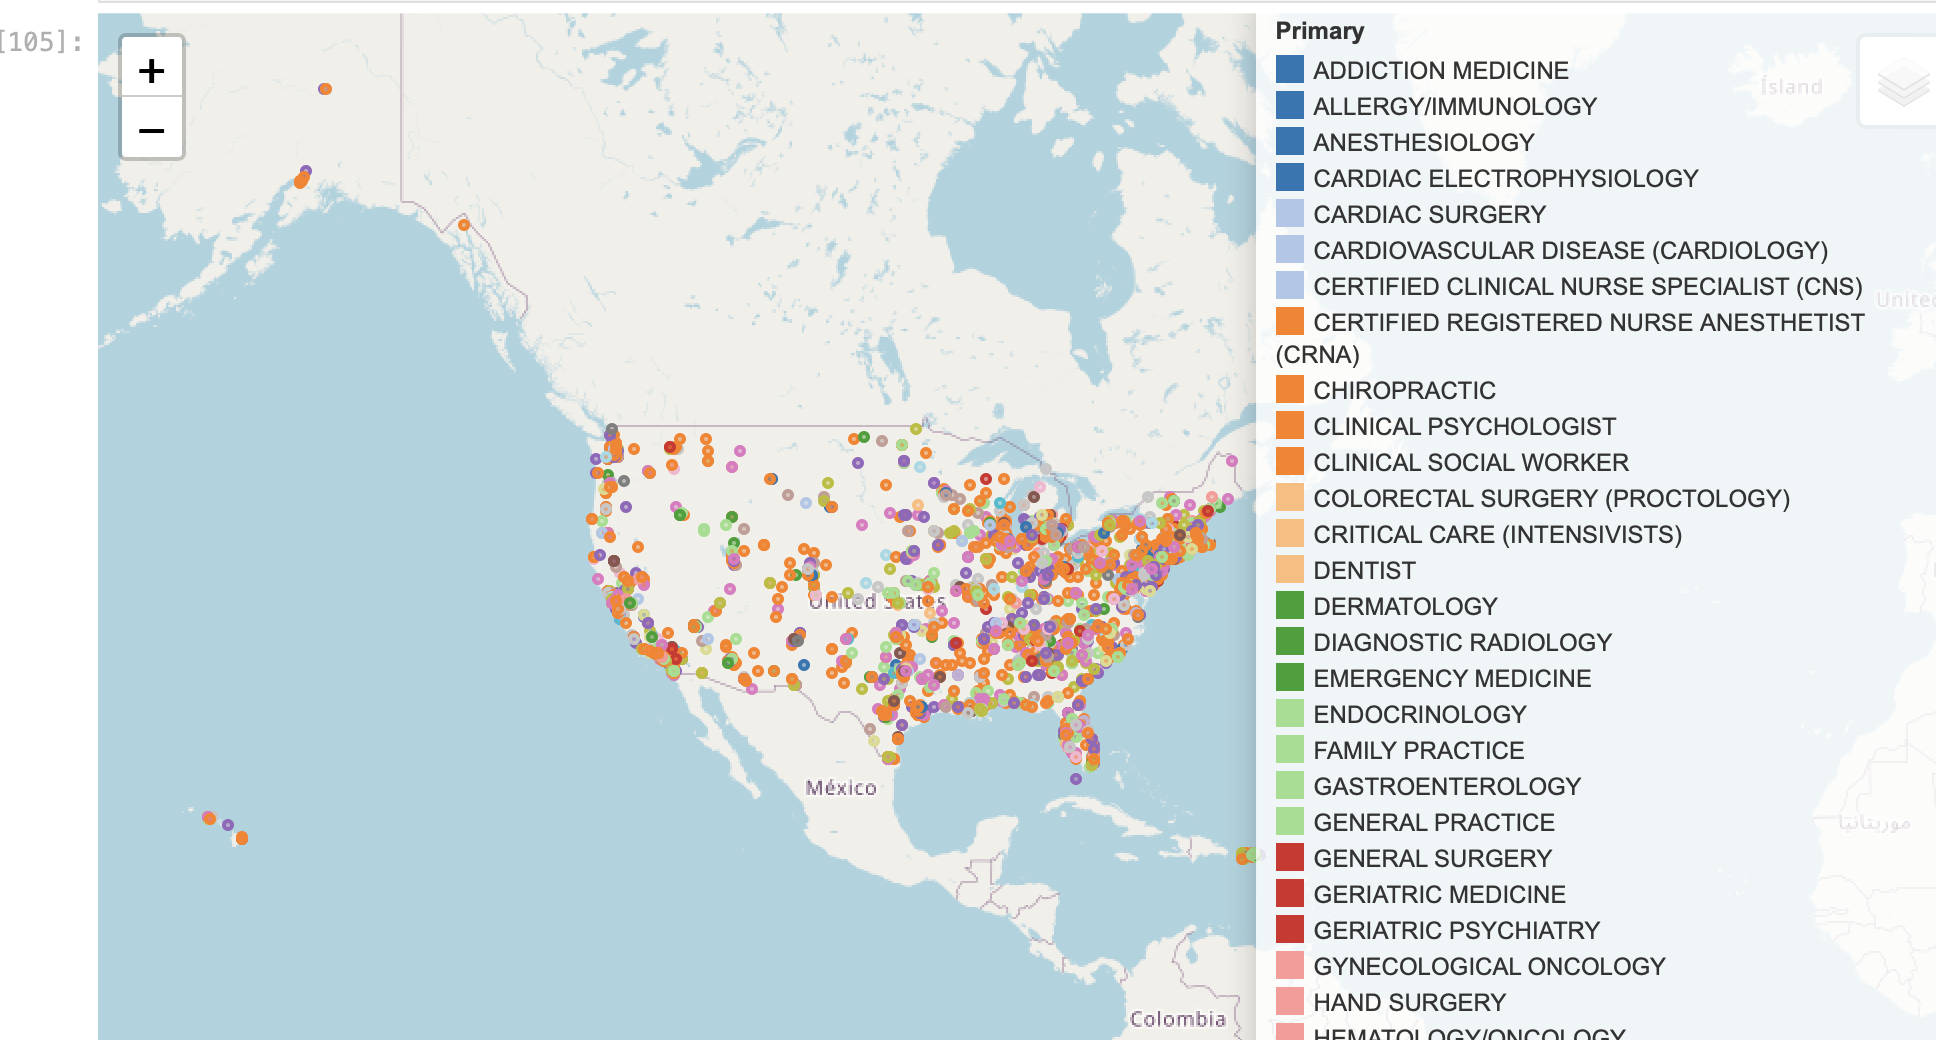 [105]:
+
−
Primary
ADDICTION MEDICINE
ALLERGY/IMMUNOLOGY
ANESTHESIOLOGY
CARDIAC ELECTROPHYSIOLOGY
CARDIAC SURGERY
CARDIOVASCULAR DISEASE (CARDIOLOGY)
CERTIFIED CLINICAL NURSE SPECIALIST (CNS)
CERTIFIED REGISTERED NURSE ANESTHETIST
(CRNA)
CHIROPRACTIC
CLINICAL PSYCHOLOGIST
CLINICAL SOCIAL WORKER
COLORECTAL SURGERY (PROCTOLOGY)
CRITICAL CARE (INTENSIVISTS)
DENTIST
DERMATOLOGY
DIAGNOSTIC RADIOLOGY
EMERGENCY MEDICINE
ENDOCRINOLOGY
FAMILY PRACTICE
GASTROENTEROLOGY
GENERAL PRACTICE
GENERAL SURGERY
GERIATRIC MEDICINE
GERIATRIC PSYCHIATRY
GYNECOLOGICAL ONCOLOGY
HAND SURGERY
HEMATOLOGY/ONCOLOGY
Ísland
United
United States
México
Colombia
موريتانيا